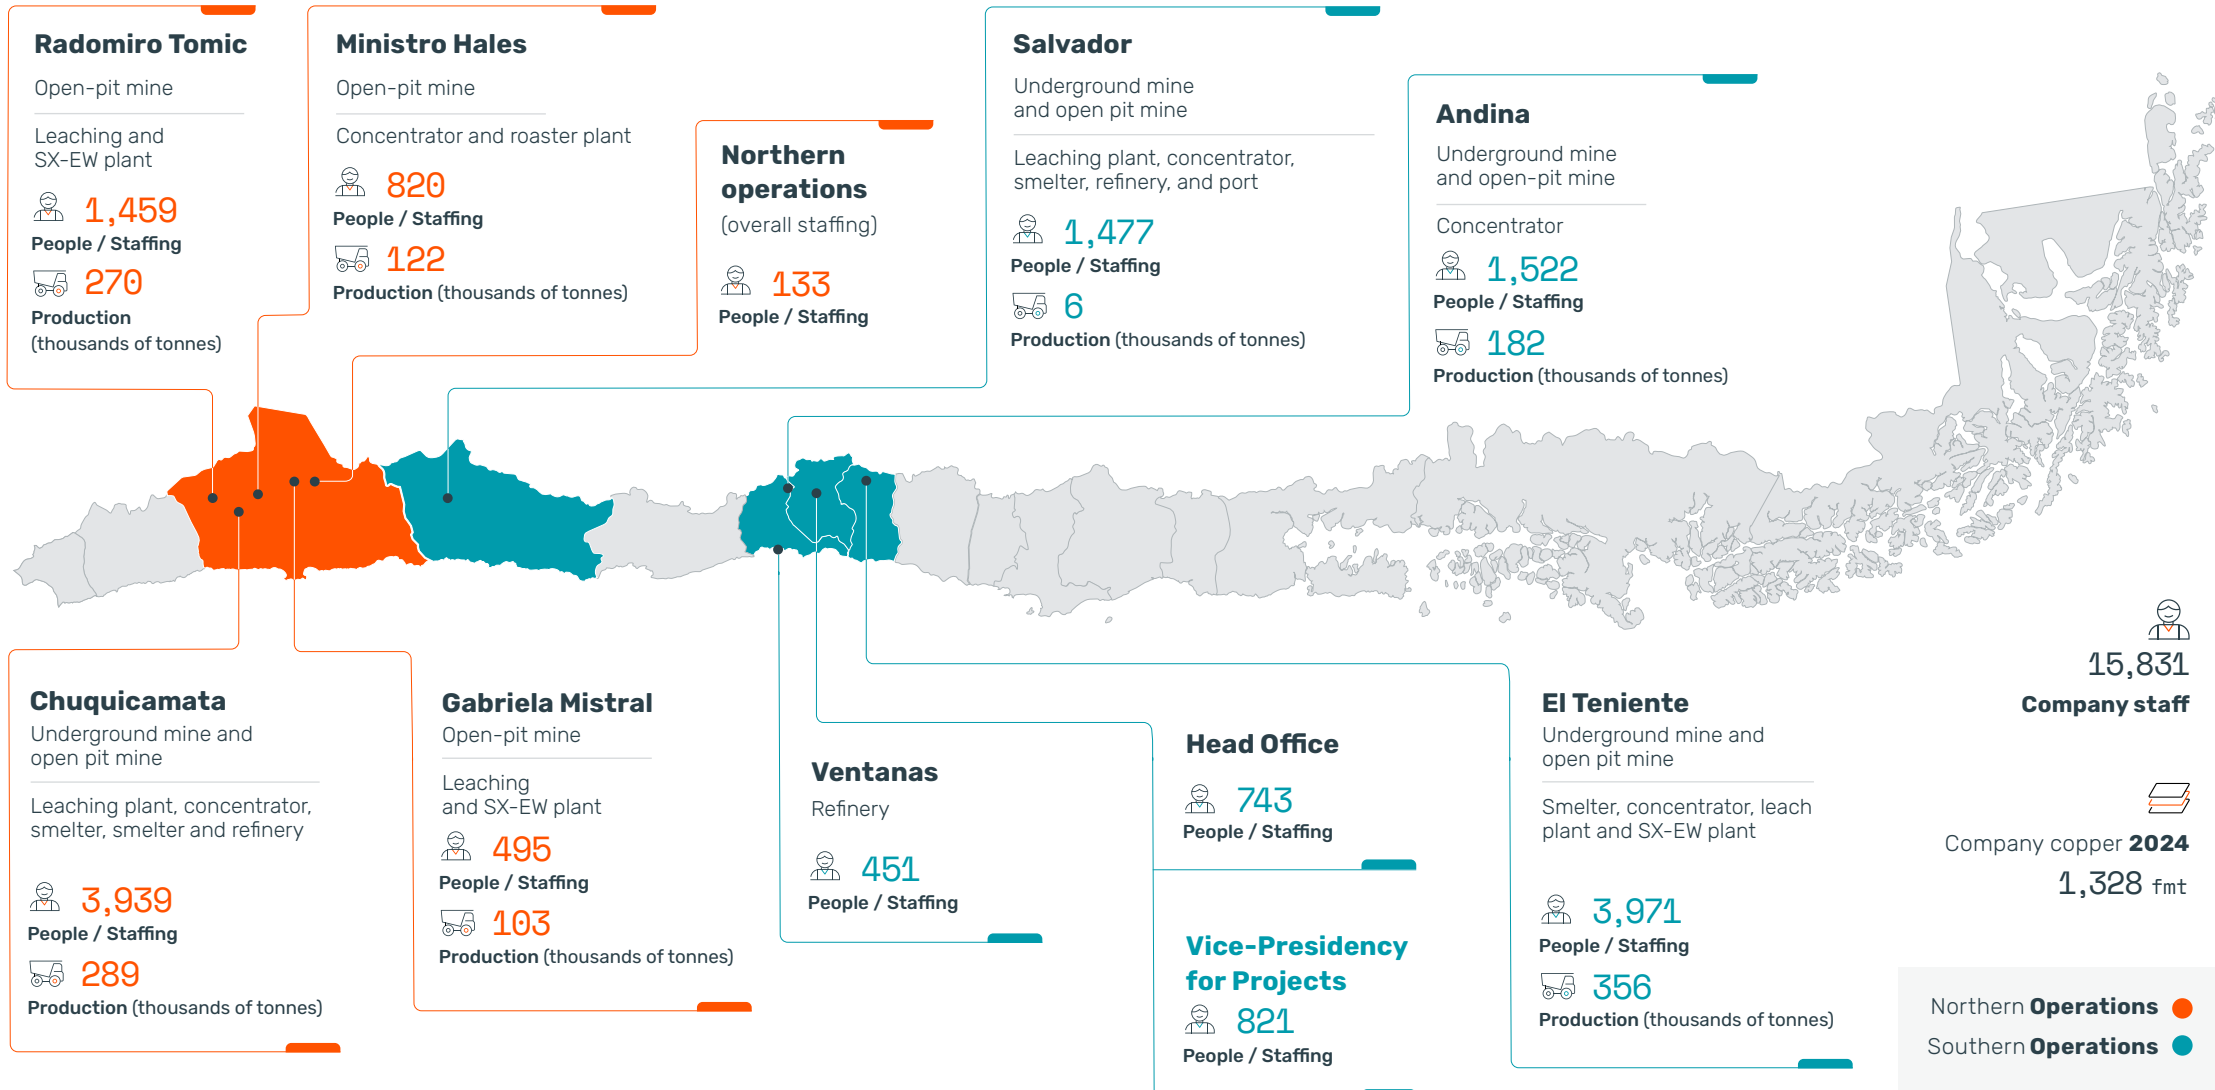 Radomiro Tomic
Open-pit mine
Leaching and
SX-EW plant
1,459
People / Staffing
270
Production
(thousands of tonnes)
Ministro Hales
Open-pit mine
Concentrator and roaster plant
820
People / Staffing
122
Production (thousands of tonnes)
Northern
operations
(overall staffing)
133
People / Staffing
Salvador
Underground mine
and open pit mine
Leaching plant, concentrator,
smelter, refinery, and port
1,477
People / Staffing
6
Production (thousands of tonnes)
Andina
Underground mine
and open-pit mine
Concentrator
1,522
People / Staffing
182
Production (thousands of tonnes)
Chuquicamata
Underground mine and
open pit mine
Leaching plant, concentrator,
smelter, smelter and refinery
3,939
People / Staffing
289
Production (thousands of tonnes)
Gabriela Mistral
Open-pit mine
Leaching
and SX-EW plant
495
People / Staffing
103
Production (thousands of tonnes)
Ventanas
Refinery
451
People / Staffing
Head Office
743
People / Staffing
Vice-Presidency
for Projects
821
People / Staffing
El Teniente
Underground mine and
open pit mine
Smelter, concentrator, leach
plant and SX-EW plant
3,971
People / Staffing
356
Production (thousands of tonnes)
15,831
Company staff
Company copper 2024
1,328 fmt
Northern Operations
Southern Operations